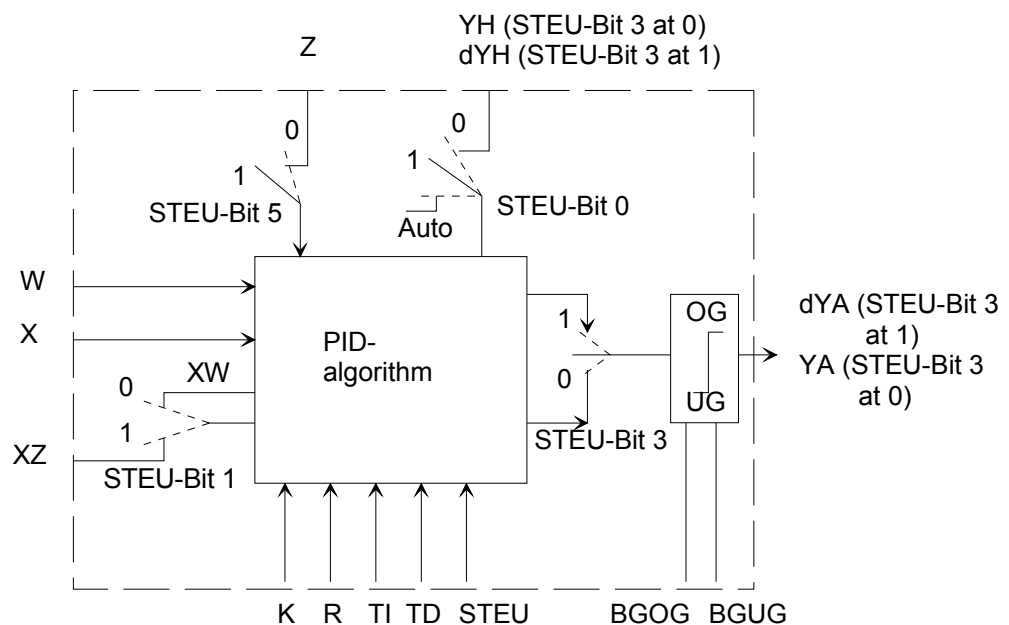 Z
YH (STEU-Bit 3 at 0)
dYH (STEU-Bit 3 at 1)
0
1
STEU-Bit 5
0
1
STEU-Bit 0
Auto
W
X
XZ
XW
0
1
STEU-Bit 1
PID-
algorithm
1
0
STEU-Bit 3
OG
UG
dYA (STEU-Bit 3
at 1)
YA (STEU-Bit 3
at 0)
K R TI TD STEU BGOG BGUG